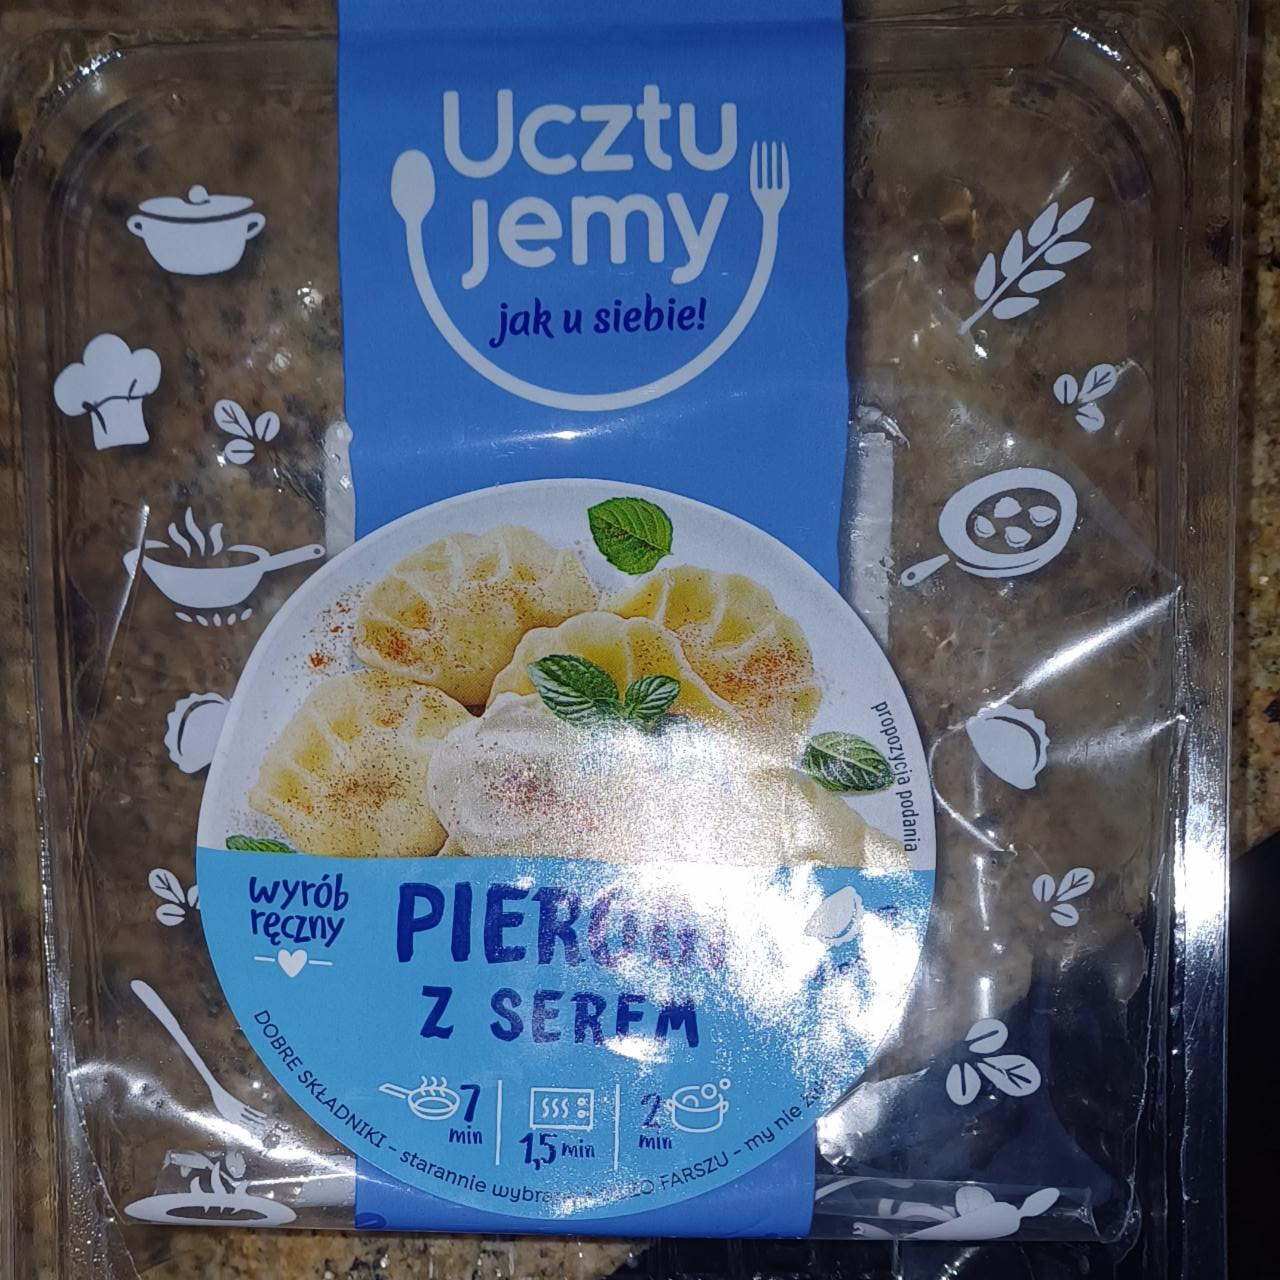 Ucztu
jemy
jak u siebie!
propozycja podania
wyrób
ręczny
PIEROGI
Z SEREM
7
min
1,5 min
2
min
DOBRE SKŁADNIKI – starannie FARSZU – my nie